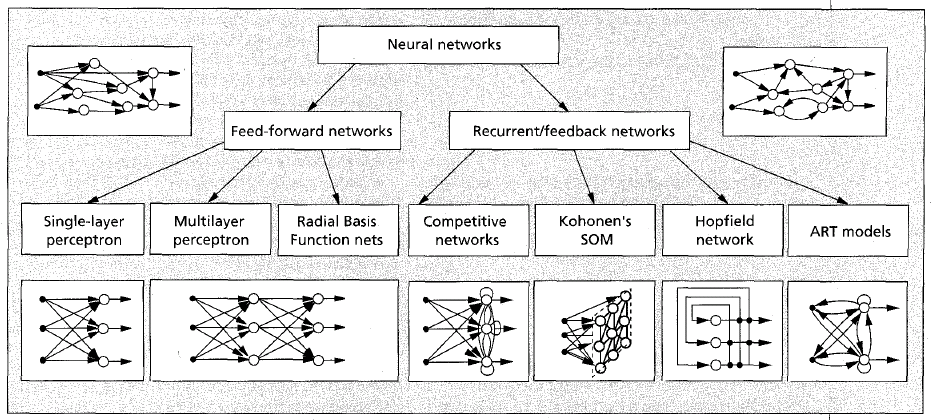 Neural networks
Feed-forward networks
Recurrent/feedback networks
Single-layer
perceptron
Multilayer
perceptron
Radial Basis
Function nets
Competitive
networks
Kohonen's
SOM
Hopfield
network
ART models